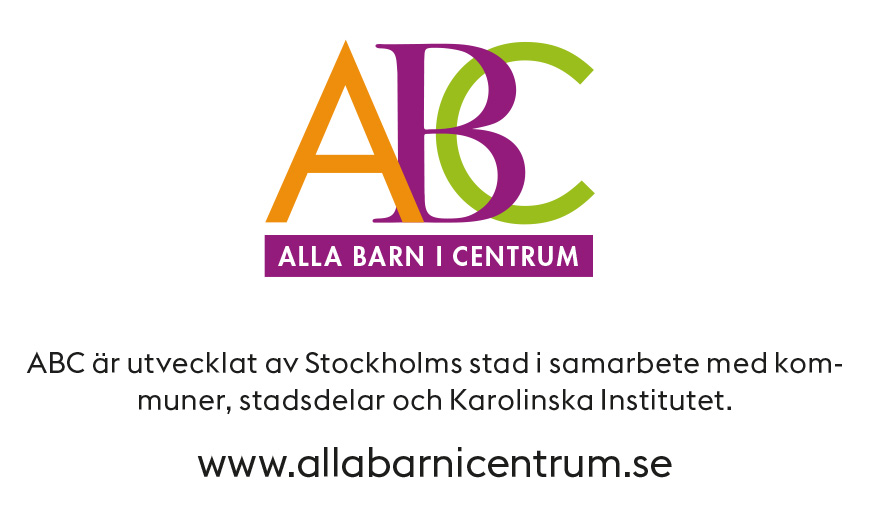 ABC
ALLA BARN I CENTRUM
ABC är utvecklat av Stockholms stad i samarbete med kom-
muner, stadsdelar och Karolinska Institutet.
www.allabarnicentrum.se